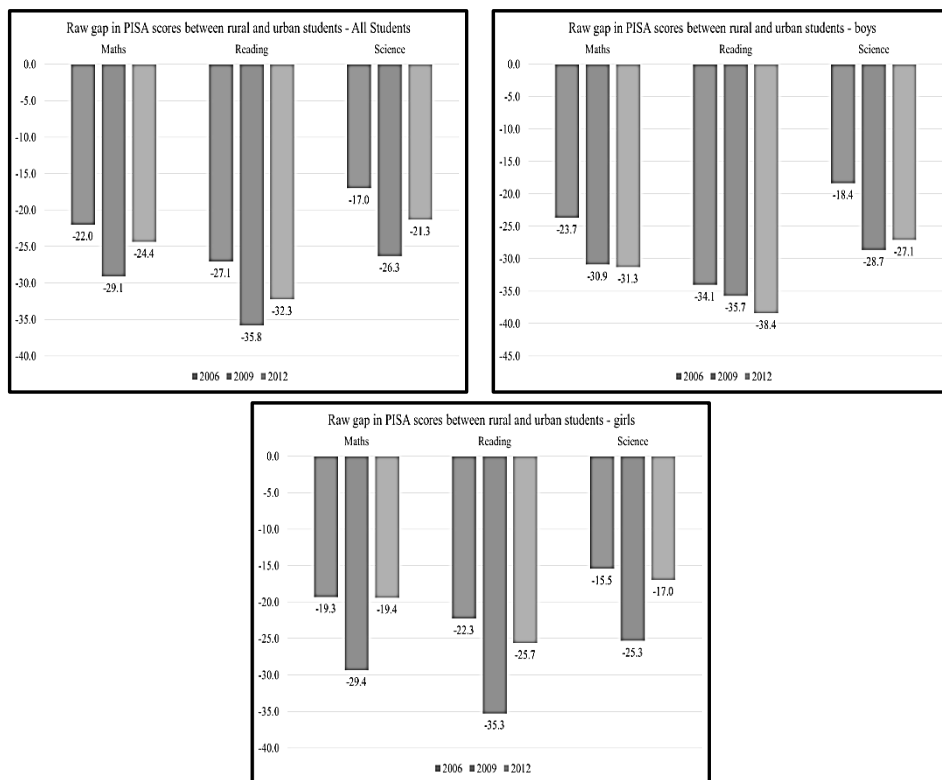 Raw gap in PISA scores between rural and urban students - All Students
Maths Reading Science
0.0
-5.0
-10.0
-15.0
-20.0
-25.0
-30.0
-35.0
-40.0
-22.0 -29.1 -24.4 -27.1 -35.8 -32.3 -17.0 -26.3 -21.3
2006 2009 2012
Raw gap in PISA scores between rural and urban students - boys
Maths Reading Science
0.0
-5.0
-10.0
-15.0
-20.0
-25.0
-30.0
-35.0
-40.0
-45.0
-23.7 -30.9 -31.3 -34.1 -35.7 -38.4 -18.4 -28.7 -27.1
2006 2009 2012
Raw gap in PISA scores between rural and urban students - girls
Maths Reading Science
0.0
-5.0
-10.0
-15.0
-20.0
-25.0
-30.0
-35.0
-40.0
-19.3 -29.4 -19.4 -22.3 -35.3 -25.7 -15.5 -25.3 -17.0
2006 2009 2012